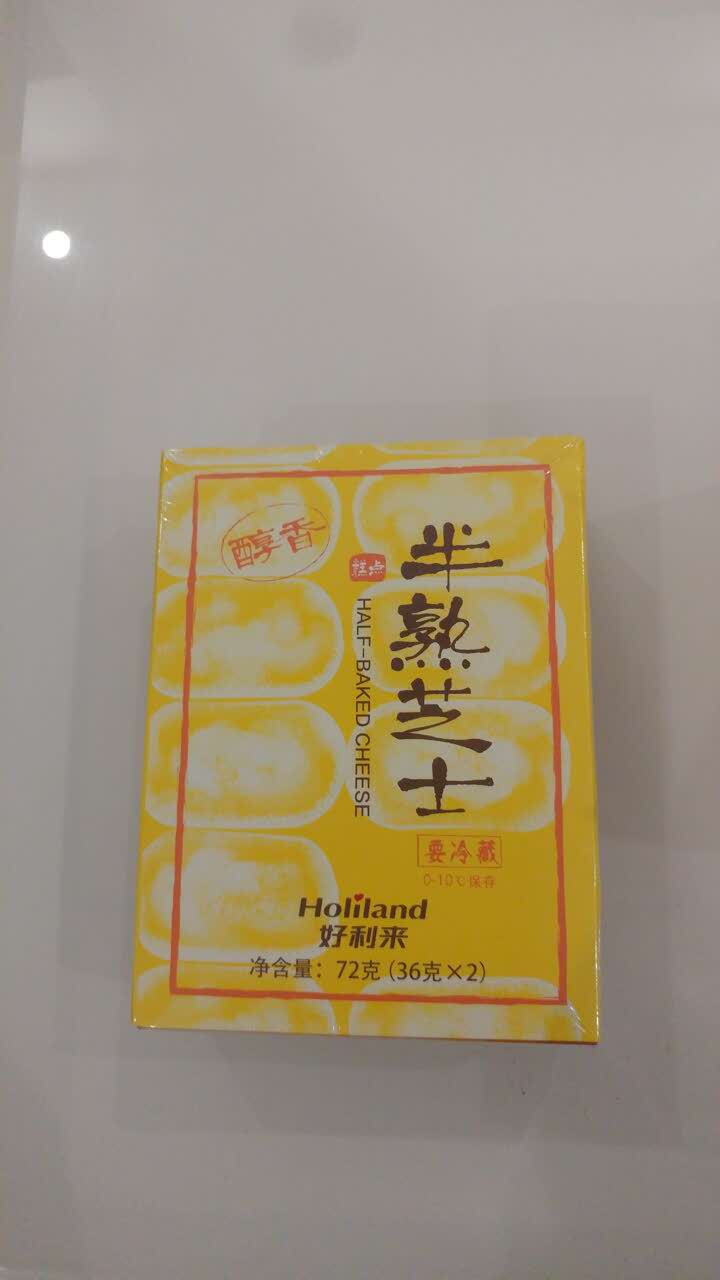 醇香
糕点
半熟芝士
HALF-BAKED CHEESE
要冷藏
0-10℃保存
Holiland
好利来
净含量：72克（36克×2）